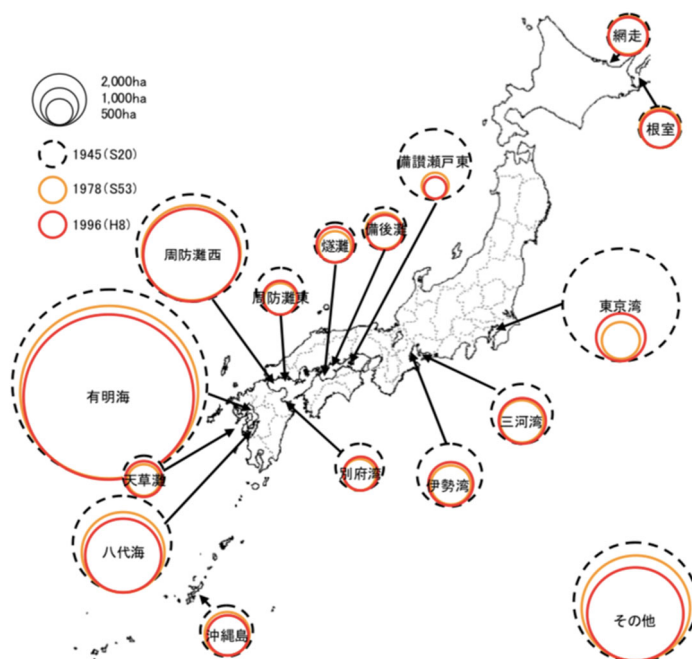 網走
2,000ha
1,000ha
500ha
根室
1945(S20)
備讃瀬戸東
1978(S53)
1996(H8)
備後灘
燧灘
周防灘西
周防灘東
東京湾
有明海
三河湾
天草灘
別府湾
伊勢湾
八代海
その他
沖縄島